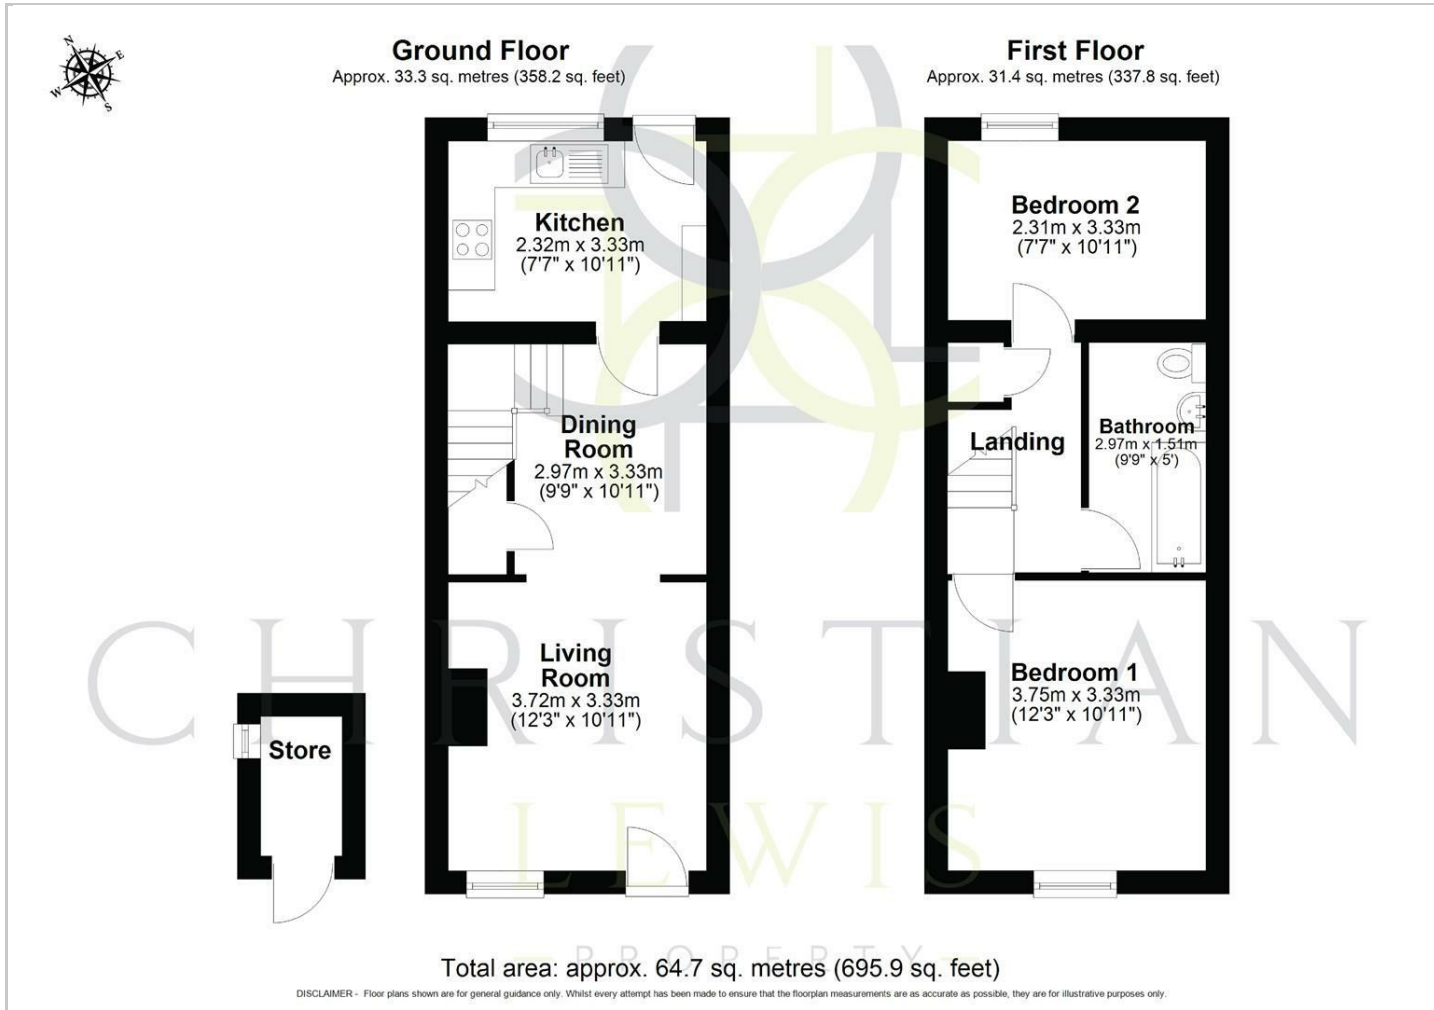 N
E
W
S
Ground Floor
Approx. 33.3 sq. metres (358.2 sq. feet)
First Floor
Approx. 31.4 sq. metres (337.8 sq. feet)
Kitchen
2.32m x 3.33m
(7'7" x 10'11")
Dining
Room
2.97m x 3.33m
(9'9" x 10'11")
Living
Room
3.72m x 3.33m
(12'3" x 10'11")
Store
Bedroom 2
2.31m x 3.33m
(7'7" x 10'11")
Landing
Bathroom
2.97m x 1.51m
(9'9" x 5')
Bedroom 1
3.75m x 3.33m
(12'3" x 10'11")
CHRISTIAN
LEWIS
PROPERTY
Total area: approx. 64.7 sq. metres (695.9 sq. feet)
DISCLAIMER - Floor plans shown are for general guidance only. Whilst every attempt has been made to ensure that the floorplan measurements are as accurate as possible, they are for illustrative purposes only.